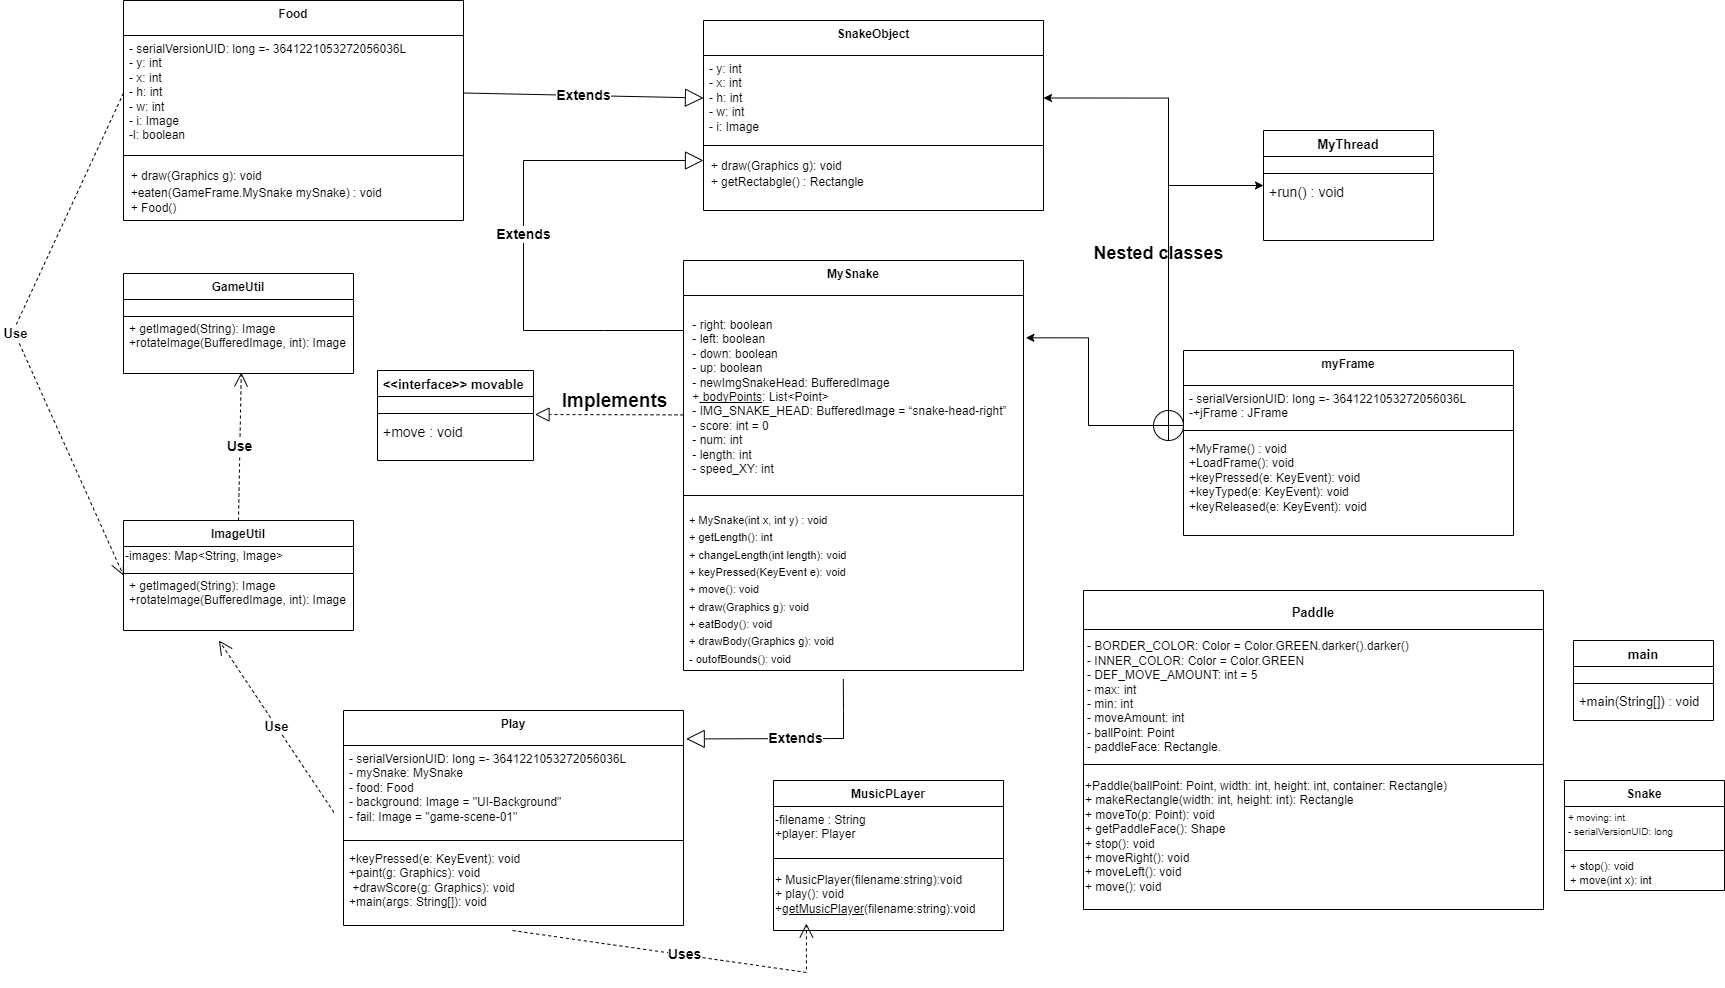 Food
- serialVersionUID: long =- 3641221053272056036L
- y: int
- x: int
- h: int
- w: int
- i: Image
-l: boolean
+ draw(Graphics g): void
+eaten(GameFrame.MySnake mySnake) : void
+ Food()
Extends
SnakeObject
- y: int
- x: int
- h: int
- w: int
- i: Image
+ draw(Graphics g): void
+ getRectabgle() : Rectangle
MyThread
+run() : void
Extends
Nested classes
Use
GameUtil
+ getImaged(String): Image
+rotateImage(BufferedImage, int): Image
<<interface>> movable
+move : void
Implements
MySnake
- right: boolean
- left: boolean
- down: boolean
- up: boolean
- newImgSnakeHead: BufferedImage
+ bodyPoints: List<Point>
- IMG_SNAKE_HEAD: BufferedImage = “snake-head-right”
- score: int = 0
- num: int
- length: int
- speed_XY: int
+ MySnake(int x, int y) : void
+ getLength(): int
+ changeLength(int length): void
+ keyPressed(KeyEvent e): void
+ move(): void
+ draw(Graphics g): void
+ eatBody(): void
+ drawBody(Graphics g): void
- outofBounds(): void
myFrame
- serialVersionUID: long =- 3641221053272056036L
-+jFrame : JFrame
+MyFrame() : void
+LoadFrame(): void
+keyPressed(e: KeyEvent): void
+keyTyped(e: KeyEvent): void
+keyReleased(e: KeyEvent): void
Use
ImageUtil
-images: Map<String, Image>
+ getImaged(String): Image
+rotateImage(BufferedImage, int): Image
Use
Play
- serialVersionUID: long =- 3641221053272056036L
- mySnake: MySnake
- food: Food
- background: Image = "UI-Background"
- fail: Image = "game-scene-01"
+keyPressed(e: KeyEvent): void
+paint(g: Graphics): void
+drawScore(g: Graphics): void
+main(args: String[]): void
Extends
Uses
MusicPLayer
-filename : String
+player: Player
+ MusicPlayer(filename:string):void
+ play(): void
+getMusicPlayer(filename:string):void
Paddle
- BORDER_COLOR: Color = Color.GREEN.darker().darker()
- INNER_COLOR: Color = Color.GREEN
- DEF_MOVE_AMOUNT: int = 5
- max: int
- min: int
- moveAmount: int
- ballPoint: Point
- paddleFace: Rectangle.
+Paddle(ballPoint: Point, width: int, height: int, container: Rectangle)
+ makeRectangle(width: int, height: int): Rectangle
+ moveTo(p: Point): void
+ getPaddleFace(): Shape
+ stop(): void
+ moveRight(): void
+ moveLeft(): void
+ move(): void
main
+main(String[]) : void
Snake
+ moving: int
- serialVersionUID: long
+ stop(): void
+ move(int x): int